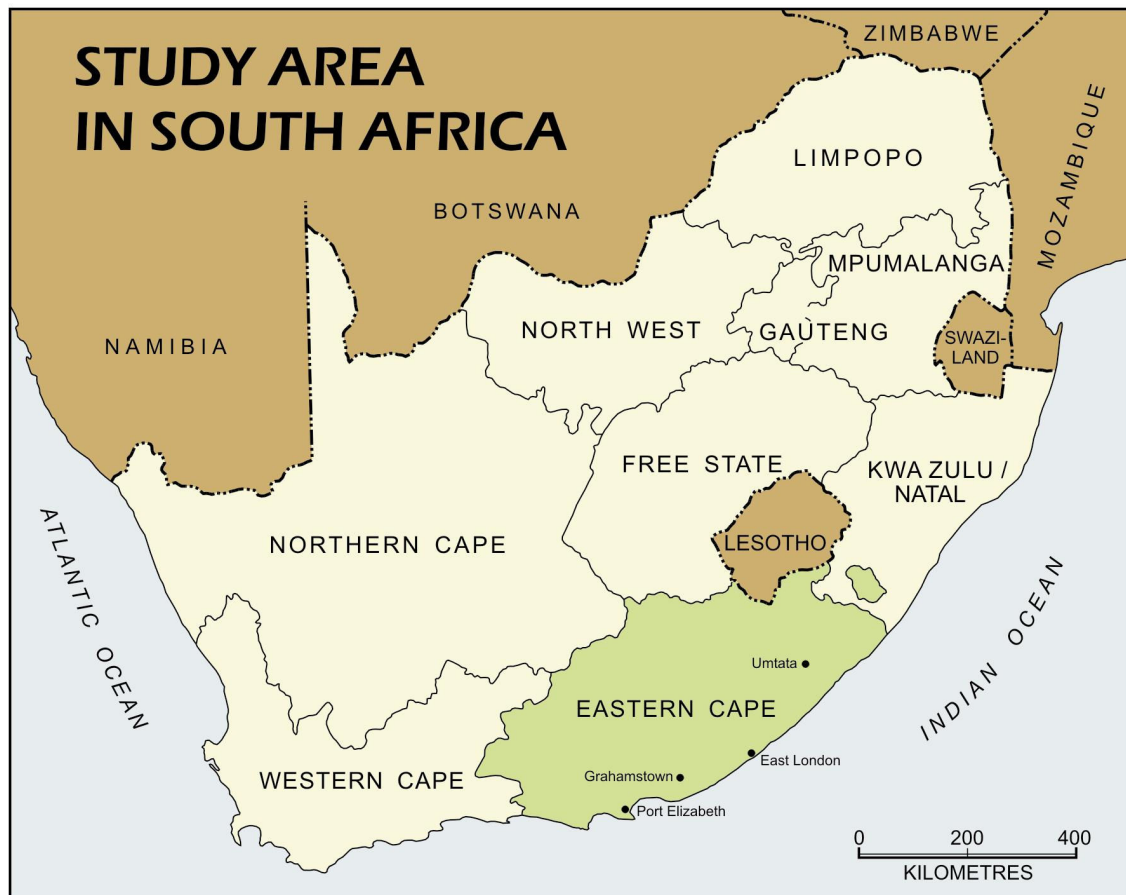 STUDY AREA
IN SOUTH AFRICA
ZIMBABWE
MOZAMBIQUE
LIMPOPO
BOTSWANA
MPUMALANGA
NAMIBIA
NORTH WEST
GAUTENG
SWAZI-
LAND
FREE STATE
KWA ZULU /
NATAL
NORTHERN CAPE
LESOTHO
ATLANTIC OCEAN
INDIAN OCEAN
Umtata
EASTERN CAPE
East London
WESTERN CAPE
Grahamstown
Port Elizabeth
0 200 400
KILOMETRES